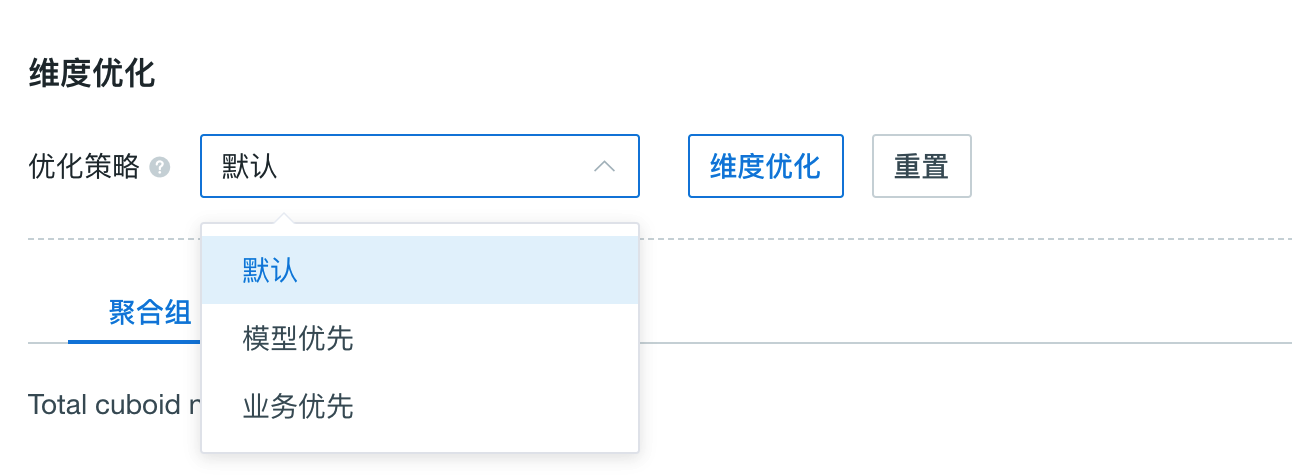 维度优化
优化策略 ? 默认 维度优化 重置
默认
聚合组
模型优先
业务优先
Total cuboid